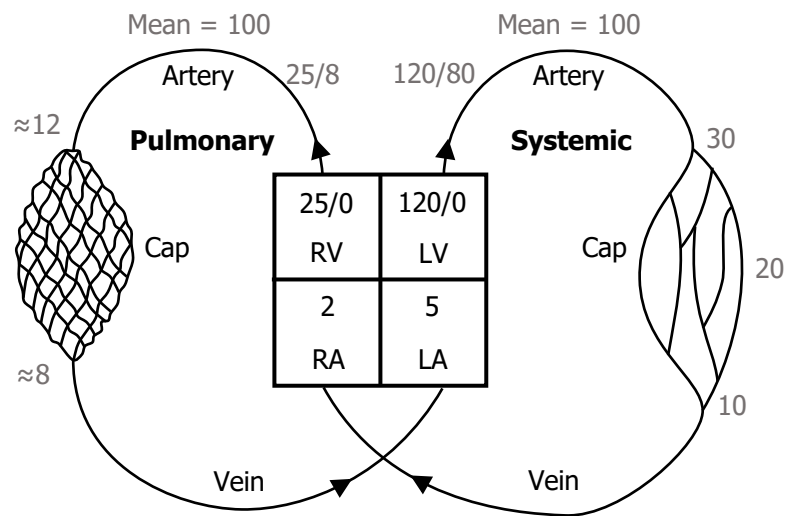 Mean = 100
Mean = 100
Artery
25/8
120/80
Artery
≈12
Pulmonary
Systemic
30
25/0
120/0
Cap
RV
LV
Cap
20
2
5
RA
LA
≈8
10
Vein
Vein